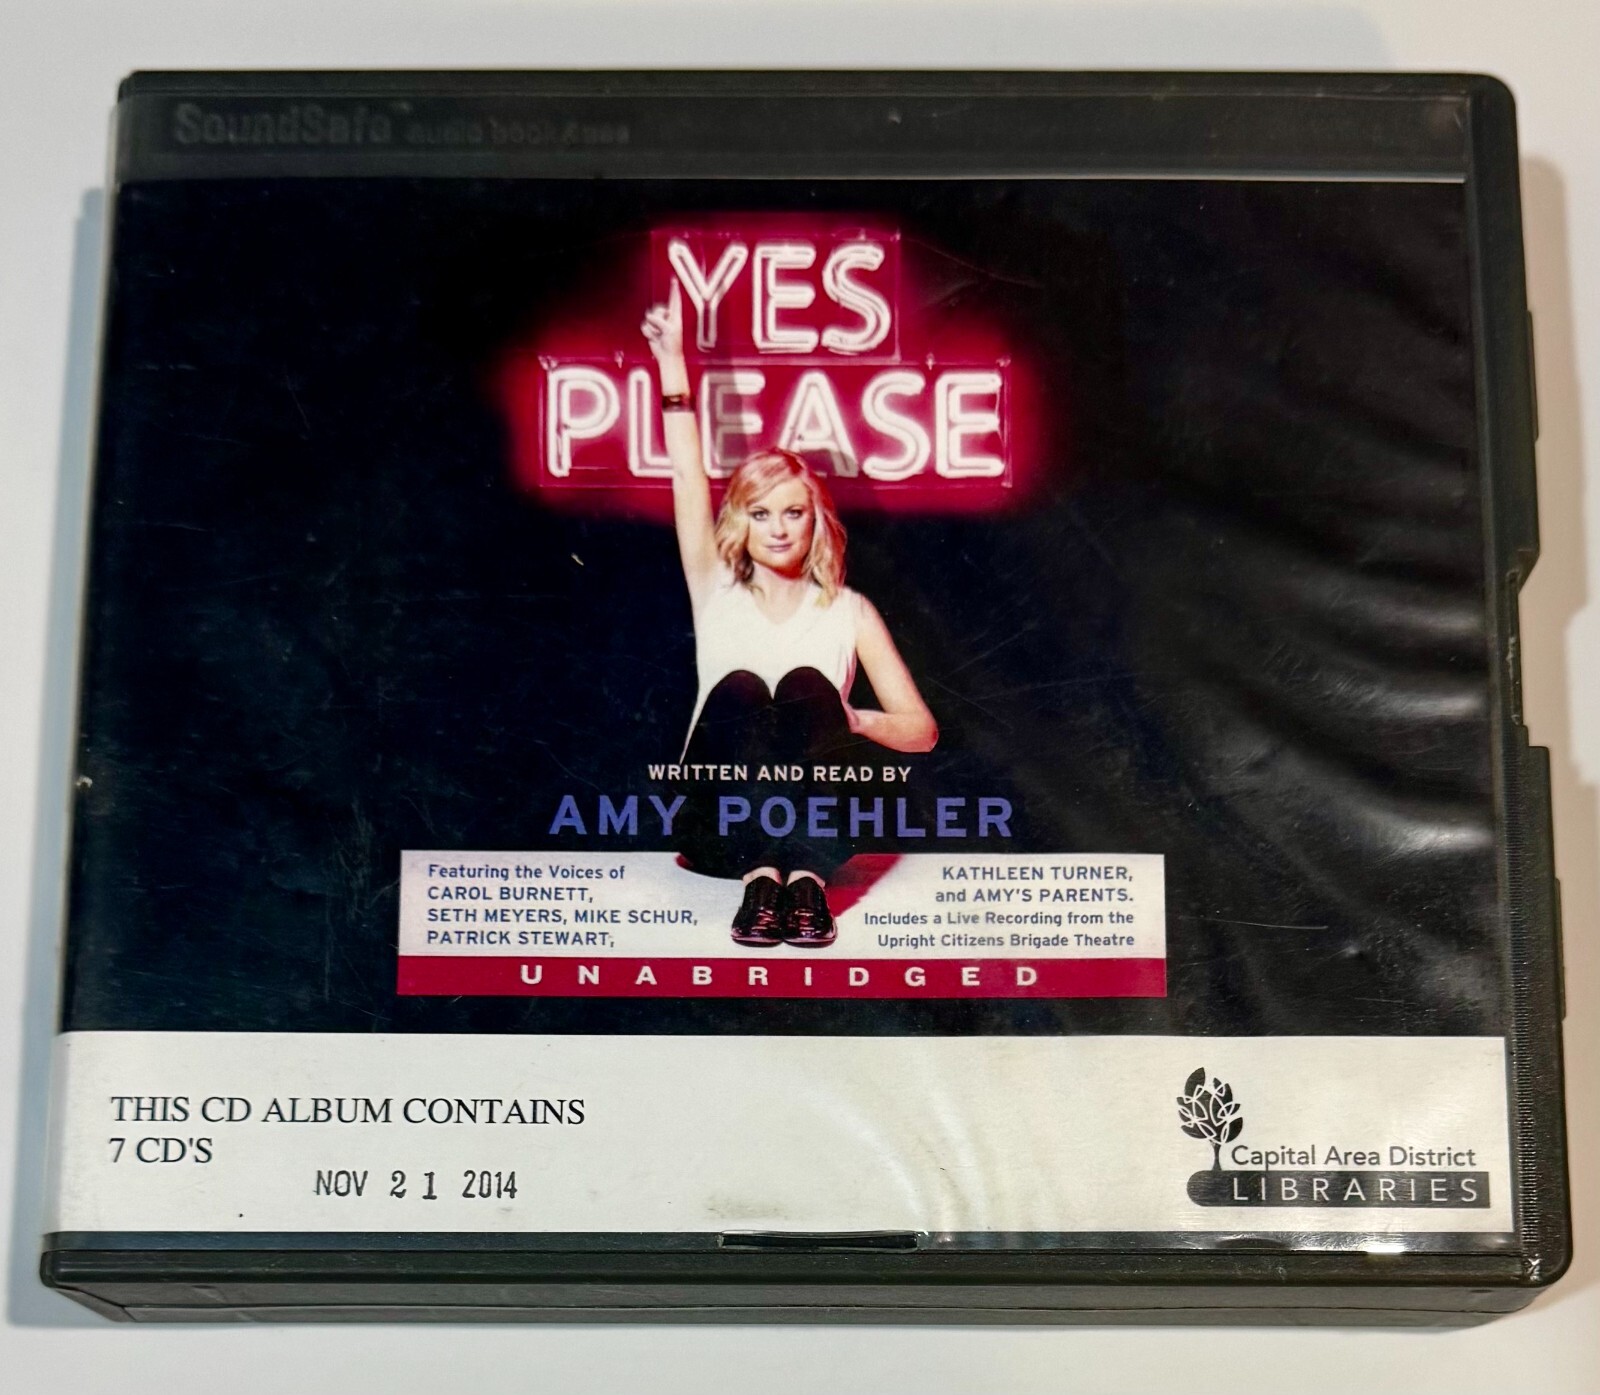 SoundSafe audio book case
YES
PLEASE
WRITTEN AND READ BY
AMY POEHLER
Featuring the Voices of
CAROL BURNETT,
SETH MEYERS, MIKE SCHUR,
PATRICK STEWART,
KATHLEEN TURNER,
and AMY'S PARENTS.
Includes a Live Recording from the
Upright Citizens Brigade Theatre
UNABRIDGED
THIS CD ALBUM CONTAINS
7 CD'S
NOV 21 2014
Capital Area District
LIBRARIES